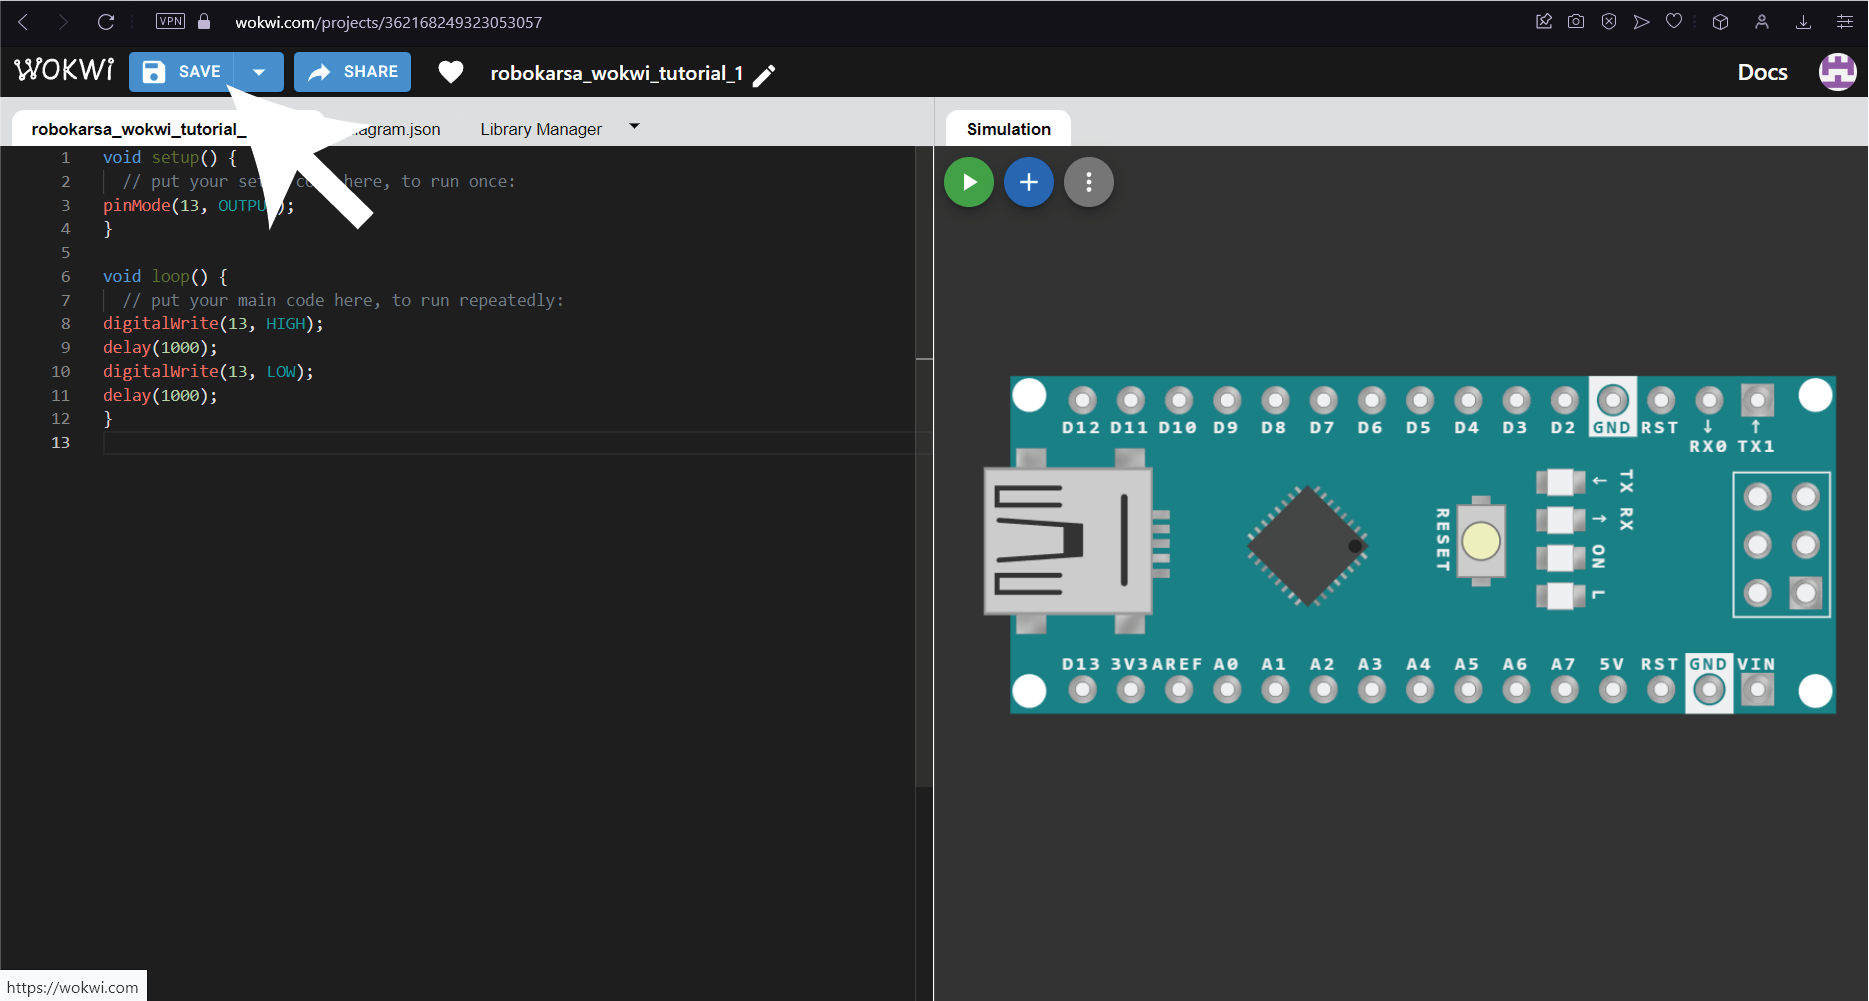 VPN
wokwi.com/projects/362168249323053057
WOKWi
SAVE
SHARE
robokarsa_wokwi_tutorial_1
Docs
robokarsa_wokwi_tutorial_
agram.json
Library Manager
Simulation
1 void setup() {
2 // put your set c here, to run once:
3 pinMode(13, OUTPU );
4 }
5
6 void loop() {
7 // put your main code here, to run repeatedly:
8 digitalWrite(13, HIGH);
9 delay(1000);
10 digitalWrite(13, LOW);
11 delay(1000);
12 }
13
D12 D11 D10 D9 D8 D7 D6 D5 D4 D3 D2 GND RST ↓ ↑
RX0 TX1
← TX
→ RX
RESET
ON
L
D13 3V3 AREF A0 A1 A2 A3 A4 A5 A6 A7 5V RST GND VIN
https://wokwi.com